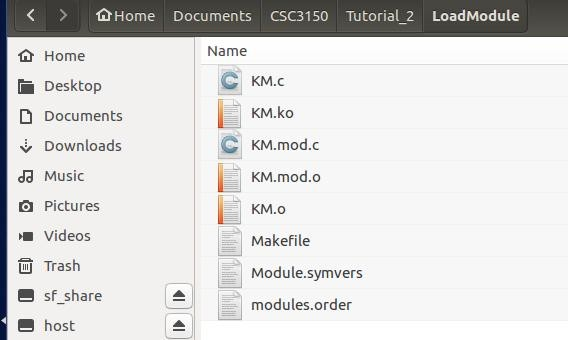 Home Documents CSC3150 Tutorial_2 LoadModule
Name
Home
Desktop
Documents
Downloads
Music
Pictures
Videos
Trash
sf_share
host
KM.c
KM.ko
KM.mod.c
KM.mod.o
KM.o
Makefile
Module.symvers
modules.order